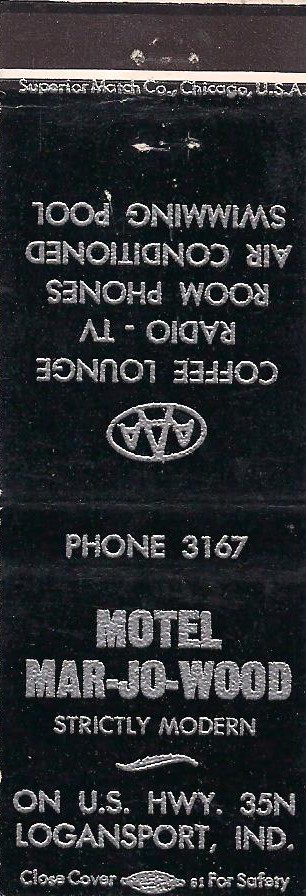 Superior Match Co., Chicago, U.S.A.
AAA
COFFEE LOUNGE
RADIO - TV
ROOM PHONES
AIR CONDITIONED
SWIMMING POOL
PHONE 3167
MOTEL
MAR-JO-WOOD
STRICTLY MODERN
ON U.S. HWY. 35N
LOGANSPORT, IND.
Close Cover For Safety